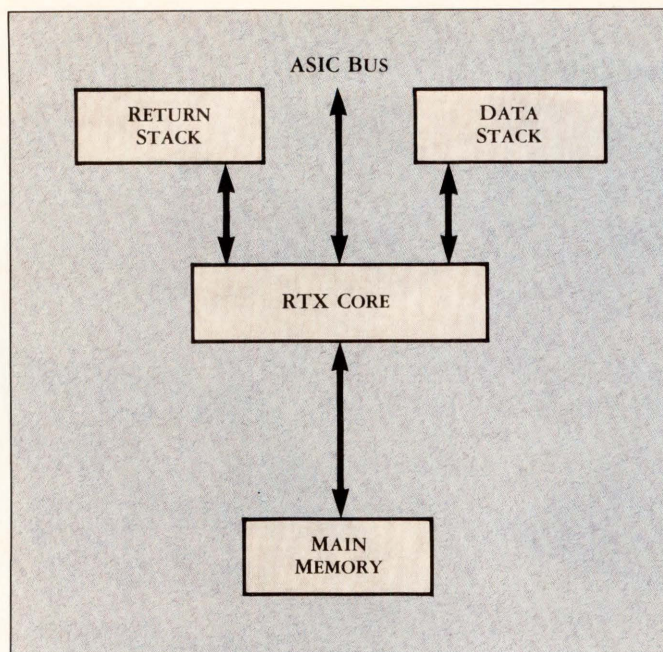 ASIC BUS
RETURN
STACK
DATA
STACK
RTX CORE
MAIN
MEMORY